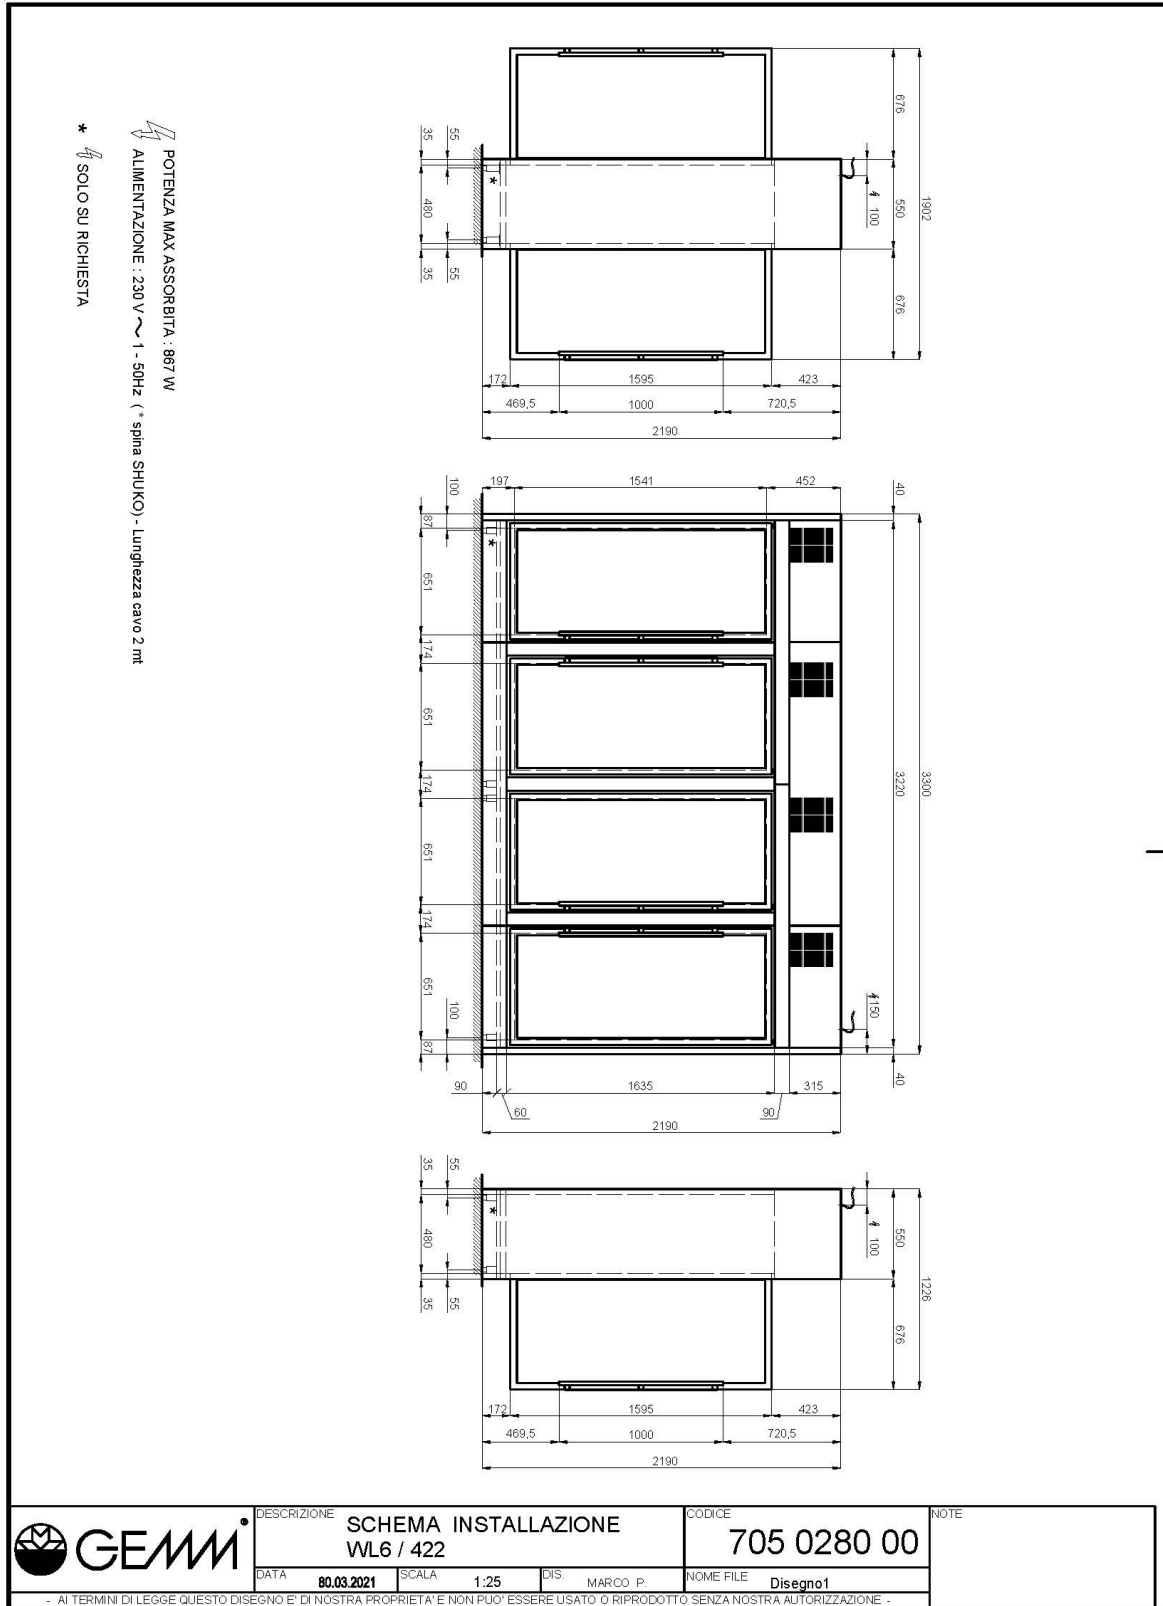 POTENZA MAX ASSORBITA : 867 W
ALIMENTAZIONE : 230 V ~ 1 - 50Hz ( * spina SHUKO) - Lunghezza cavo 2 mt
* SOLO SU RICHIESTA
35 55
480
35 55
676
550
676
1902
100
172 1595 423
469,5 1000 720,5
2190
197 1541 452
100
87
651
174
651
174
651
174
651
100
87
40
3220
3300
150
40
90 1635 315
60 90
2190
35 55
480
35 55
550
676
1226
100
172 1595 423
469,5 1000 720,5
2190
GEMM
DESCRIZIONE
SCHEMA INSTALLAZIONE
WL6 / 422
CODICE
705 0280 00
NOTE
DATA 80.03.2021 SCALA 1:25 DIS. MARCO P. NOME FILE Disegno1
- AI TERMINI DI LEGGE QUESTO DISEGNO E' DI NOSTRA PROPRIETA' E NON PUO' ESSERE USATO O RIPRODOTTO SENZA NOSTRA AUTORIZZAZIONE -